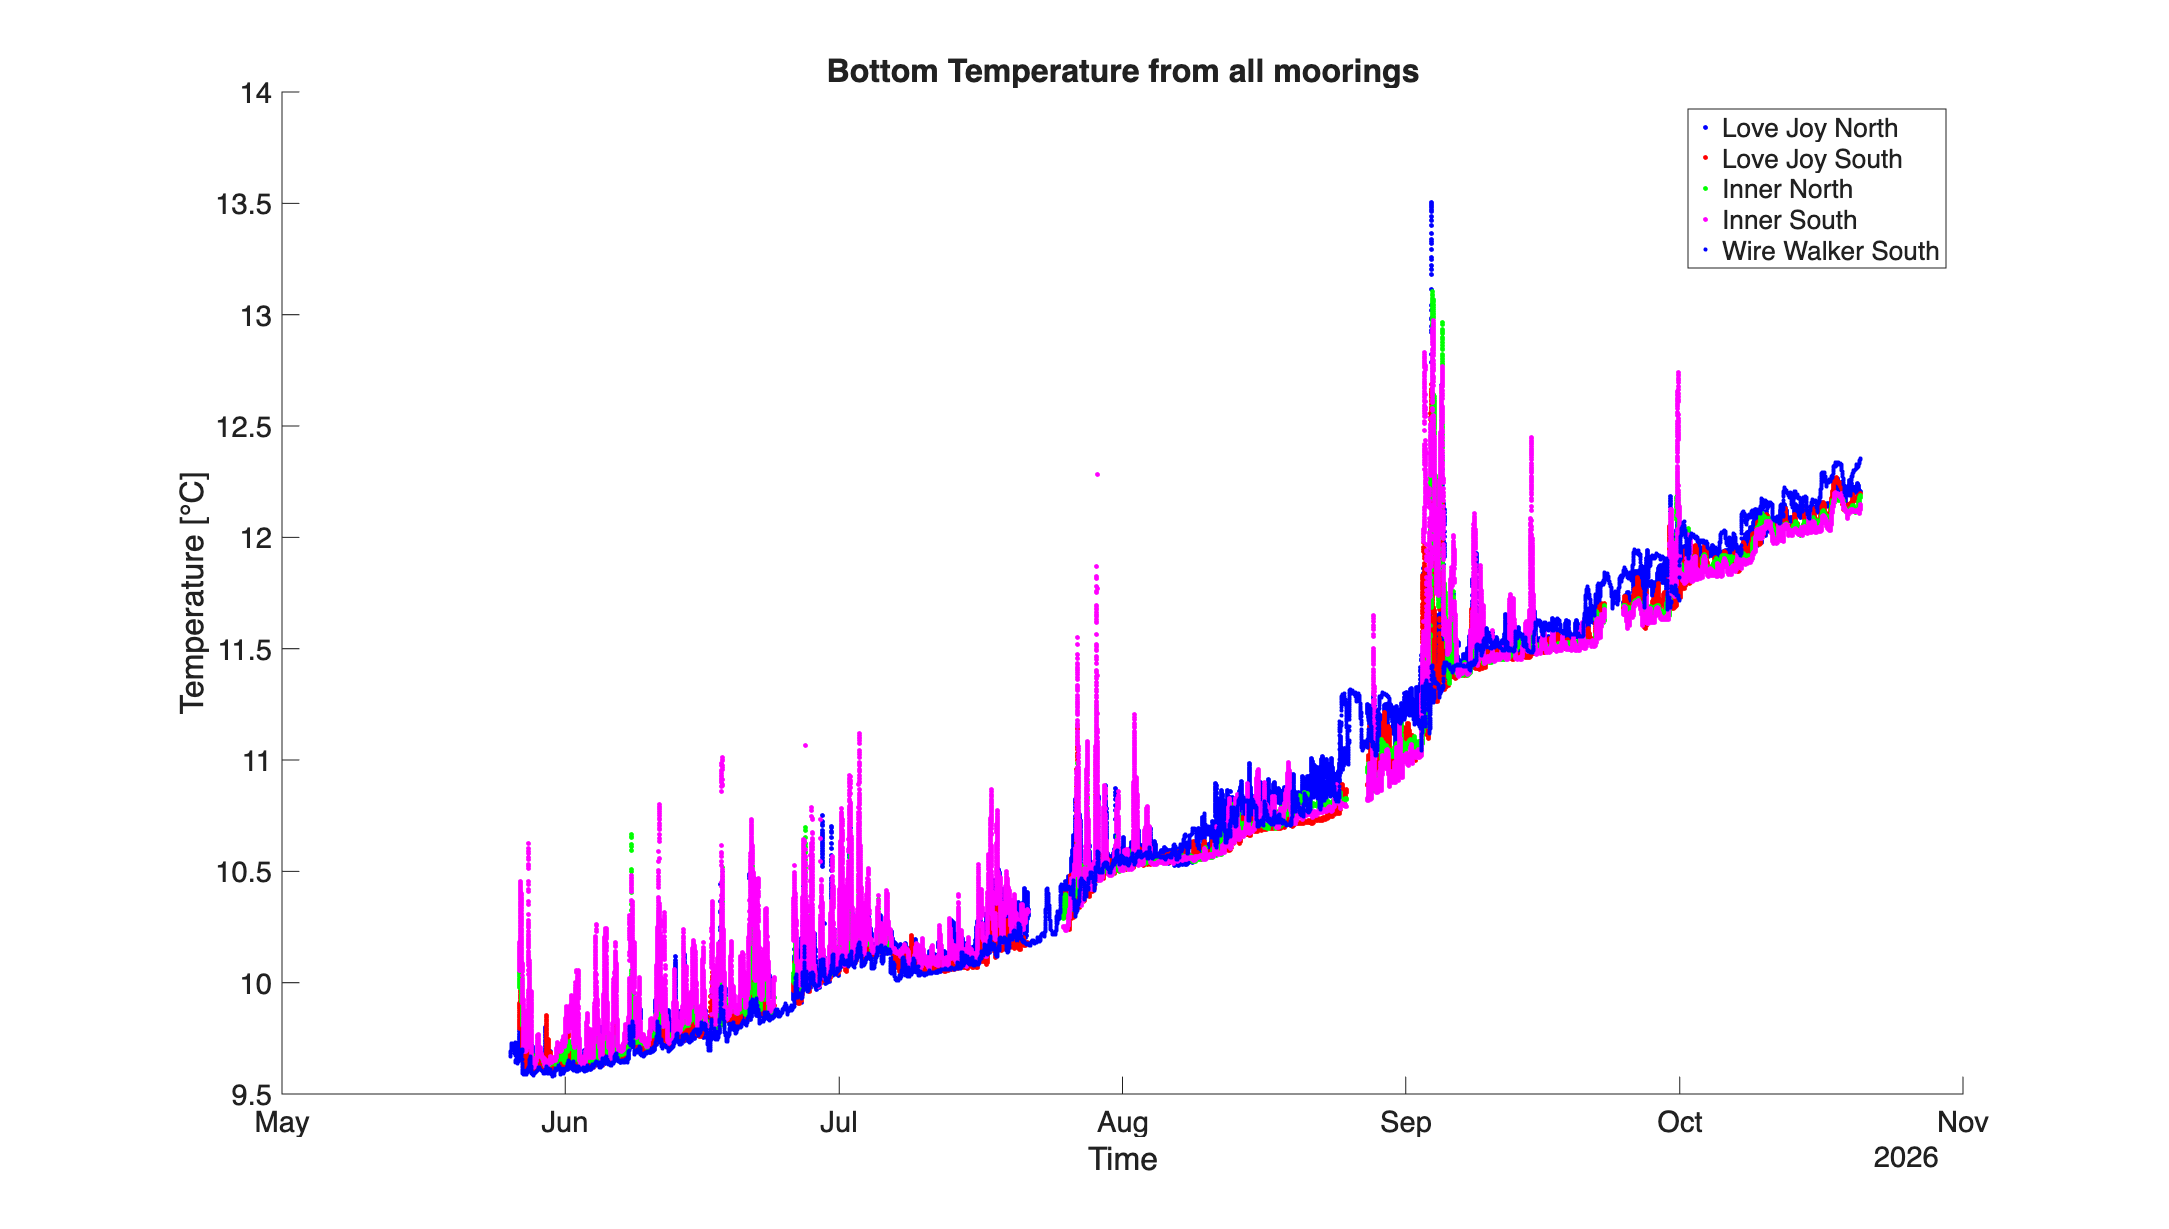 Bottom Temperature from all moorings
Love Joy North
Love Joy South
Inner North
Inner South
Wire Walker South
14
13.5
13
12.5
12
11.5
11
10.5
10
9.5
Temperature [°C]
May Jun Jul Aug Sep Oct Nov
Time
2026